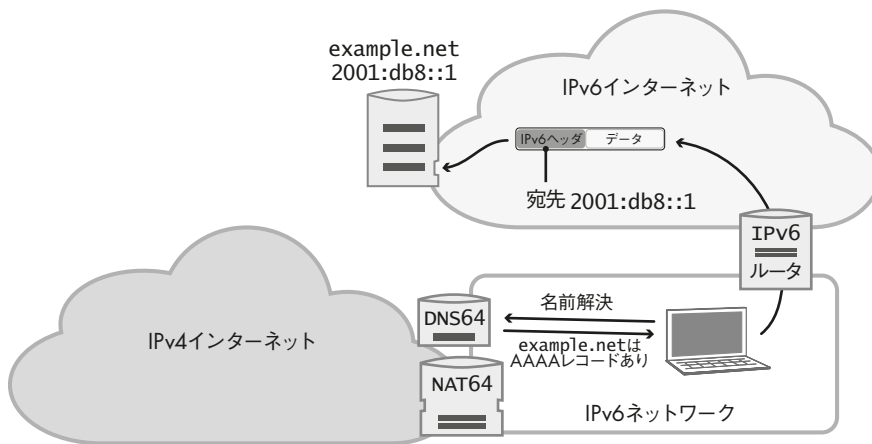 example.net
2001:db8::1
IPv6インターネット
IPv6ヘッダ データ
宛先 2001:db8::1
IPv6
ルータ
IPv4インターネット
DNS64
名前解決
example.netは
AAAAレコードあり
NAT64
IPv6ネットワーク